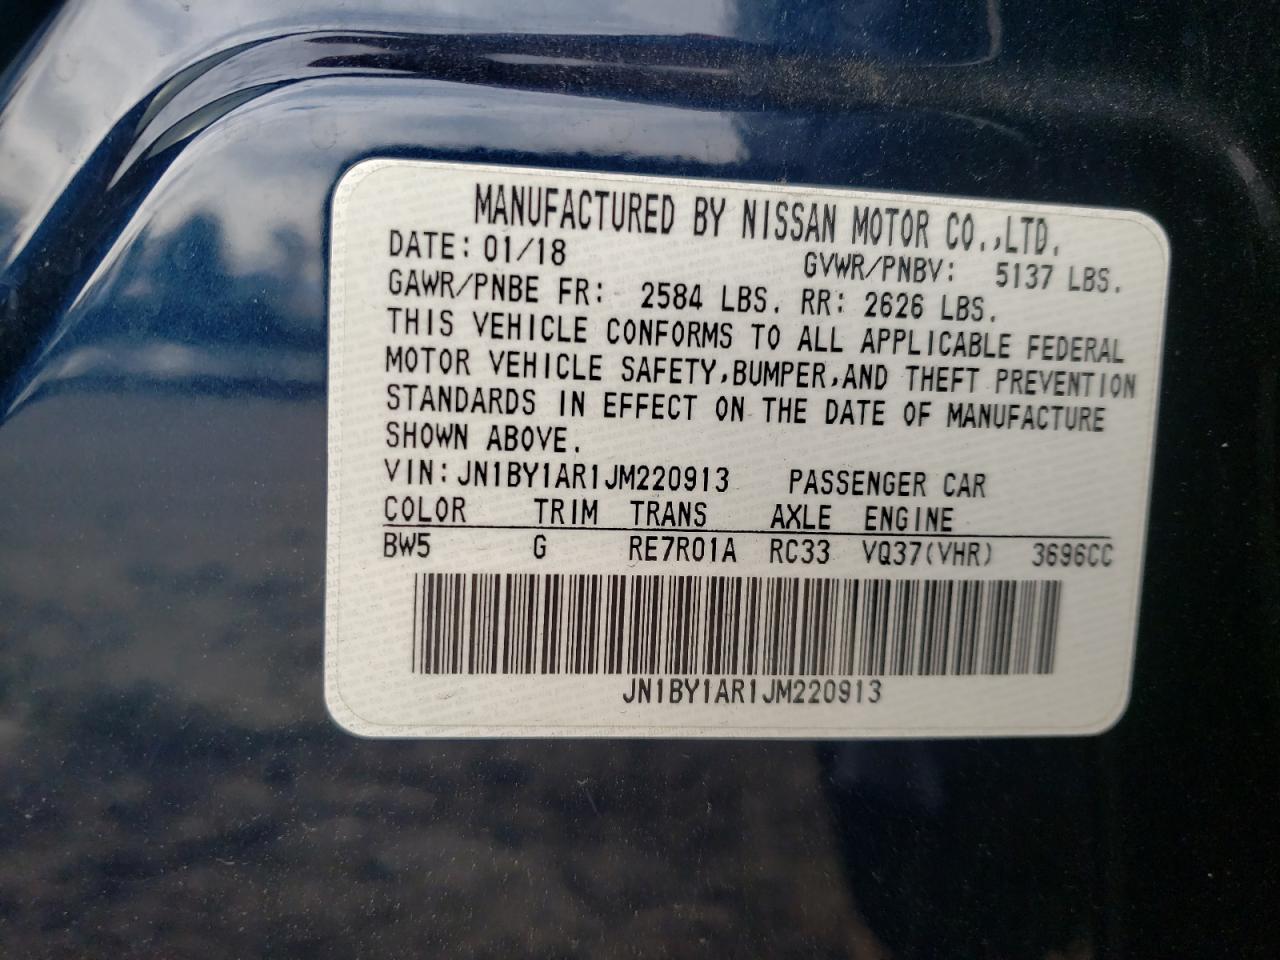 MANUFACTURED BY NISSAN MOTOR CO.,LTD.
DATE: 01/18 GVWR/PNBV: 5137 LBS.
GAWR/PNBE FR: 2584 LBS. RR: 2626 LBS.
THIS VEHICLE CONFORMS TO ALL APPLICABLE FEDERAL
MOTOR VEHICLE SAFETY,BUMPER,AND THEFT PREVENTION
STANDARDS IN EFFECT ON THE DATE OF MANUFACTURE
SHOWN ABOVE.
VIN:JN1BY1AR1JM220913 PASSENGER CAR
COLOR TRIM TRANS AXLE ENGINE
BW5 G RE7R01A RC33 VQ37(VHR) 3696CC
JN1BY1AR1JM220913